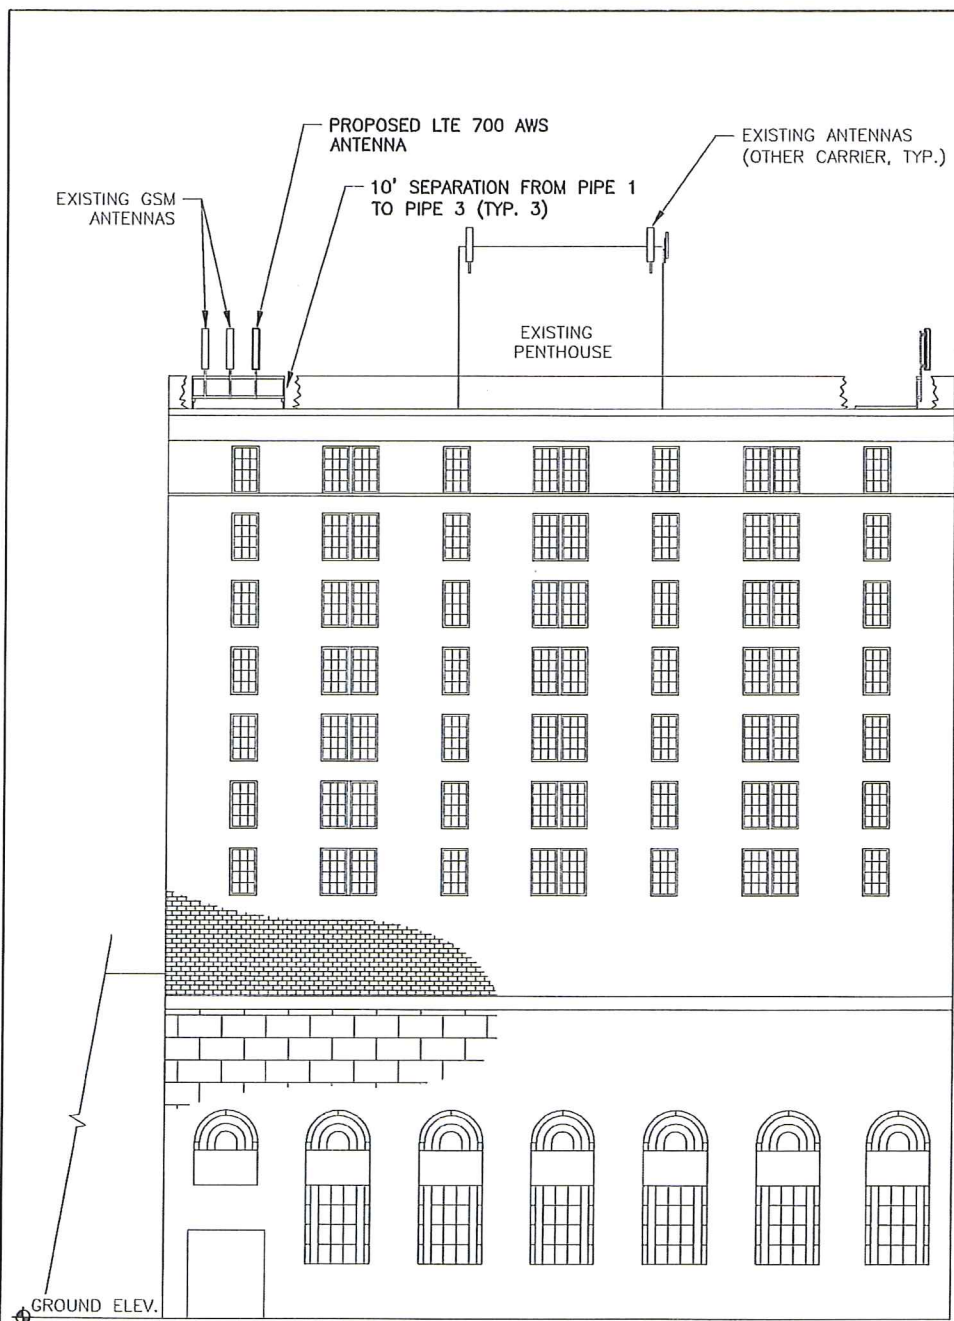 PROPOSED LTE 700 AWS
ANTENNA
EXISTING ANTENNAS
(OTHER CARRIER, TYP.)
EXISTING GSM
ANTENNAS
10' SEPARATION FROM PIPE 1
TO PIPE 3 (TYP. 3)
EXISTING
PENTHOUSE
GROUND ELEV.